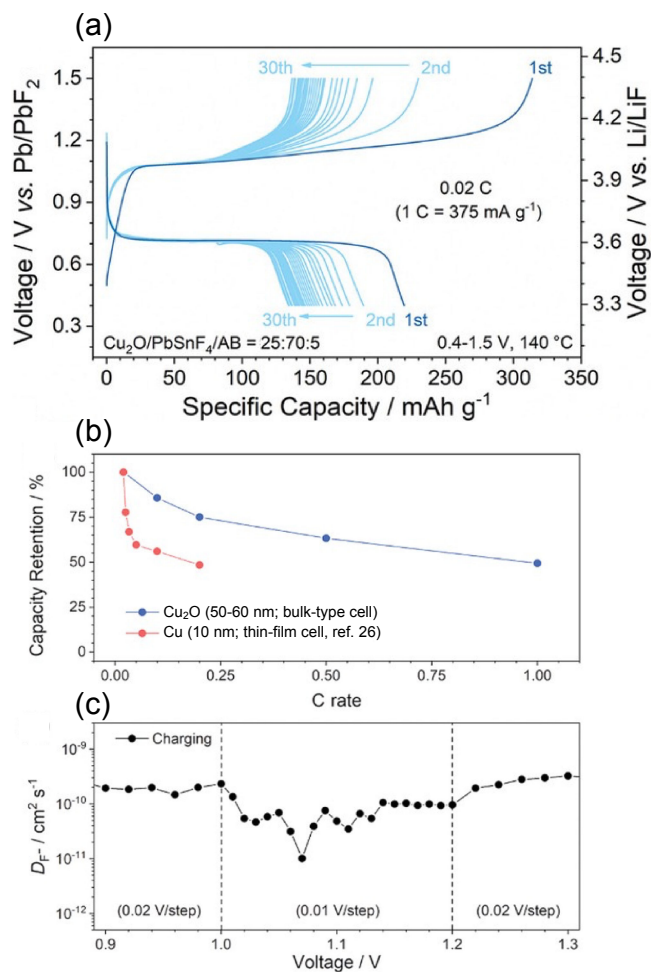 (a)
30th
2nd
1st
0.02 C
(1 C = 375 mA g⁻¹)
30th
2nd
1st
Cu₂O/PbSnF₄/AB = 25:70:5
0.4-1.5 V, 140 °C
Voltage / V vs. Pb/PbF₂
1.5
1.2
0.9
0.6
0.3
Voltage / V vs. Li/LiF
4.5
4.2
3.9
3.6
3.3
0 50 100 150 200 250 300 350
Specific Capacity / mAh g⁻¹
(b)
Capacity Retention / %
100
75
50
25
0
Cu₂O (50-60 nm; bulk-type cell)
Cu (10 nm; thin-film cell, ref. 26)
0.00 0.25 0.50 0.75 1.00
C rate
(c)
Charging
D_F⁻ / cm² s⁻¹
10⁻⁹
10⁻¹⁰
10⁻¹¹
10⁻¹²
(0.02 V/step) (0.01 V/step) (0.02 V/step)
0.9 1.0 1.1 1.2 1.3
Voltage / V